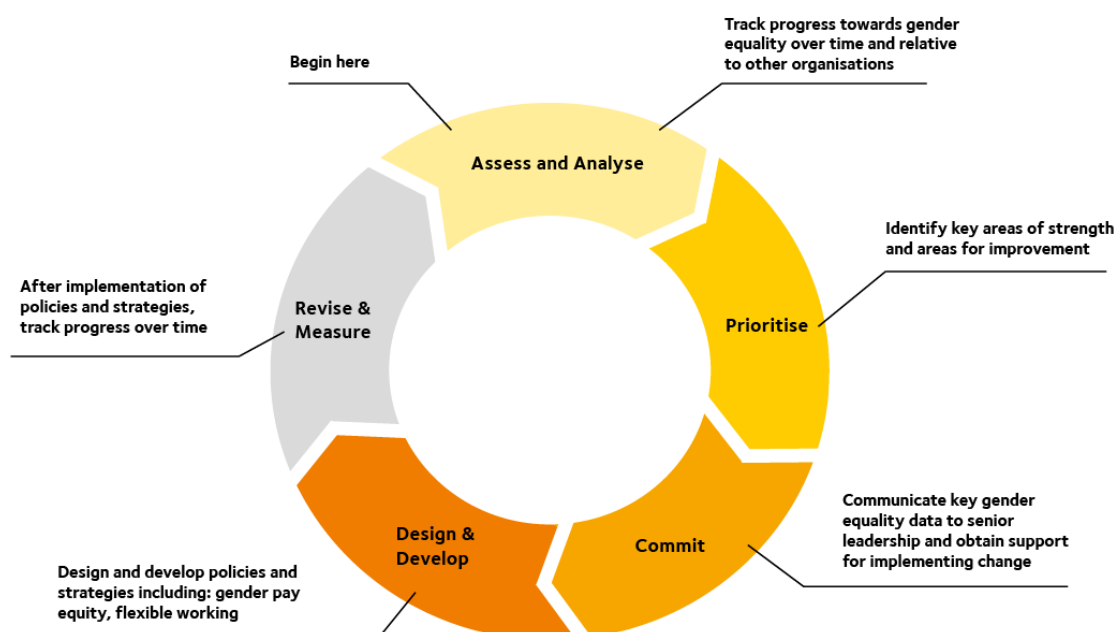 Begin here
Track progress towards gender
equality over time and relative
to other organisations
Assess and Analyse
Identify key areas of strength
and areas for improvement
Prioritise
Communicate key gender
equality data to senior
leadership and obtain support
for implementing change
Commit
Design &
Develop
Design and develop policies and
strategies including: gender pay
equity, flexible working
Revise &
Measure
After implementation of
policies and strategies,
track progress over time